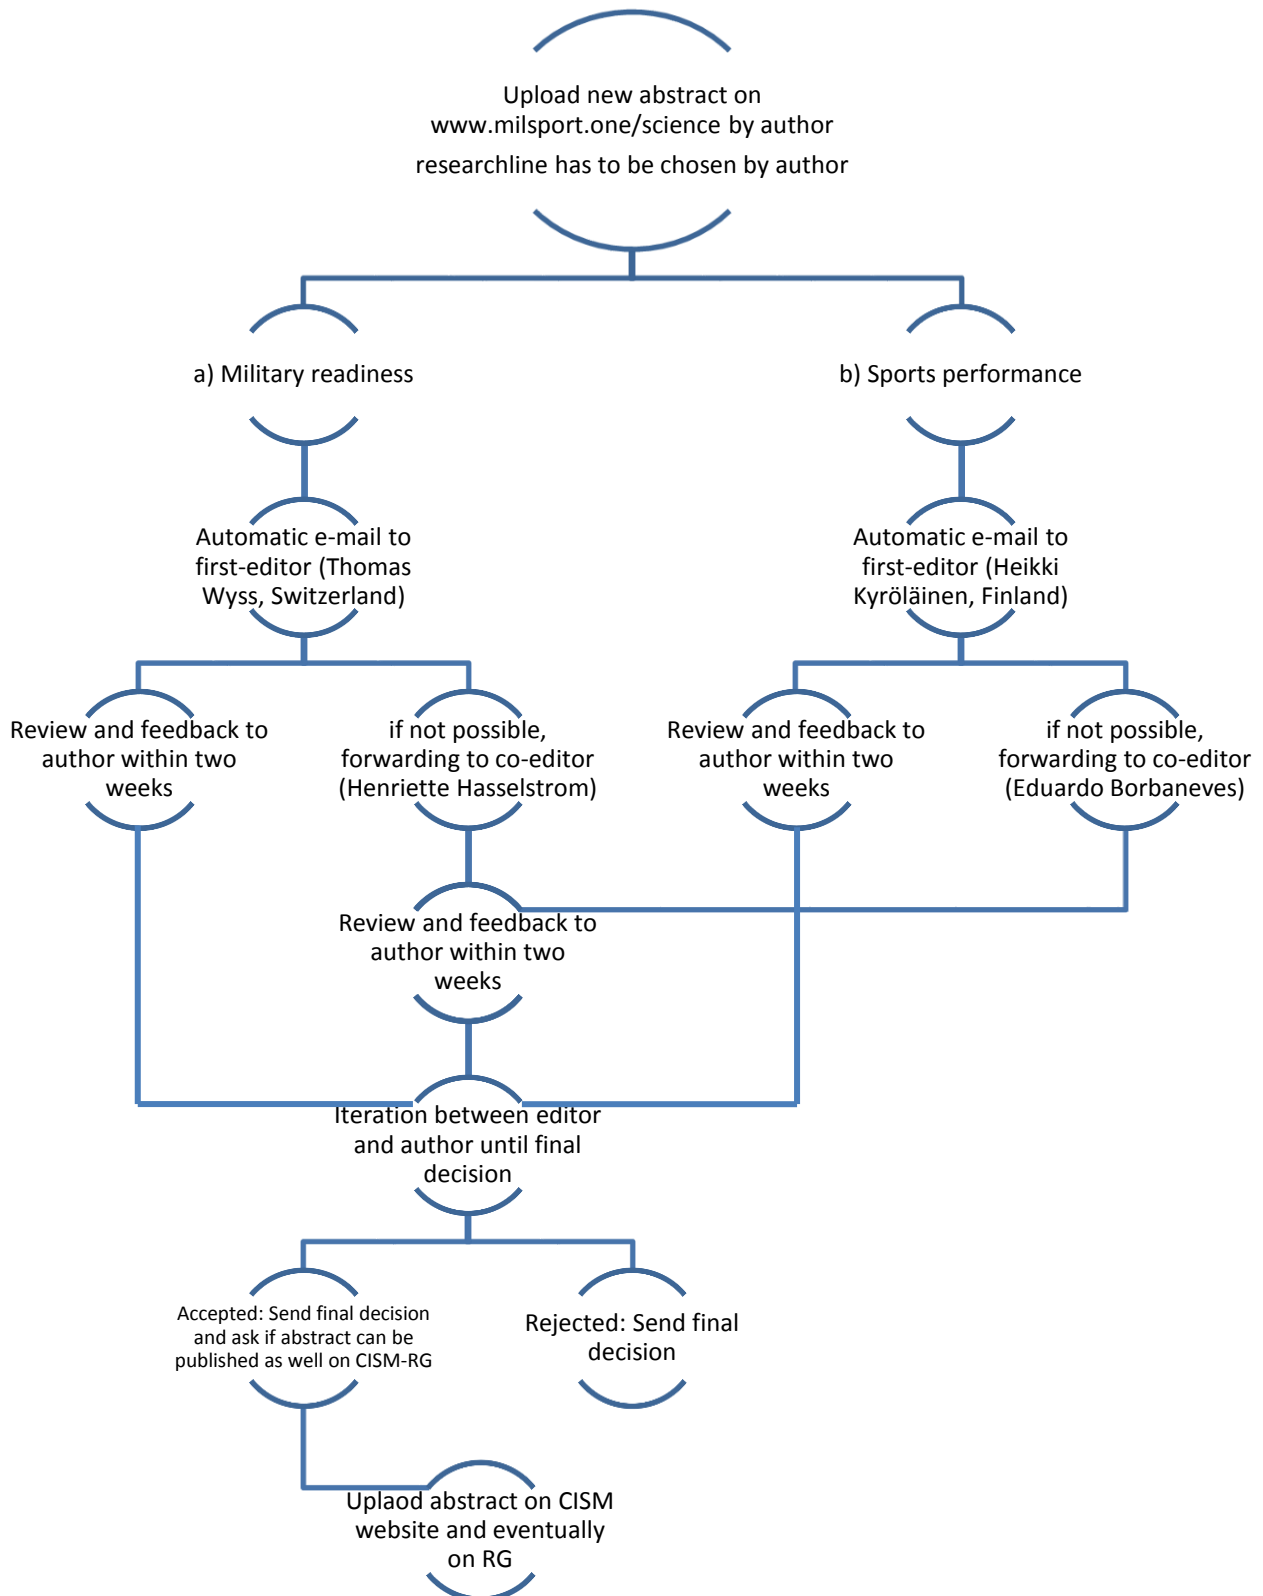 Upload new abstract on
www.milsport.one/science by author
researchline has to be chosen by author
a) Military readiness
b) Sports performance
Automatic e-mail to
first-editor (Thomas
Wyss, Switzerland)
Automatic e-mail to
first-editor (Heikki
Kyröläinen, Finland)
Review and feedback to
author within two
weeks
if not possible,
forwarding to co-editor
(Henriette Hasselstrom)
Review and feedback to
author within two
weeks
if not possible,
forwarding to co-editor
(Eduardo Borbaneves)
Review and feedback to
author within two
weeks
Iteration between editor
and author until final
decision
Accepted: Send final decision
and ask if abstract can be
published as well on CISM-RG
Rejected: Send final
decision
Uplaod abstract on CISM
website and eventually
on RG